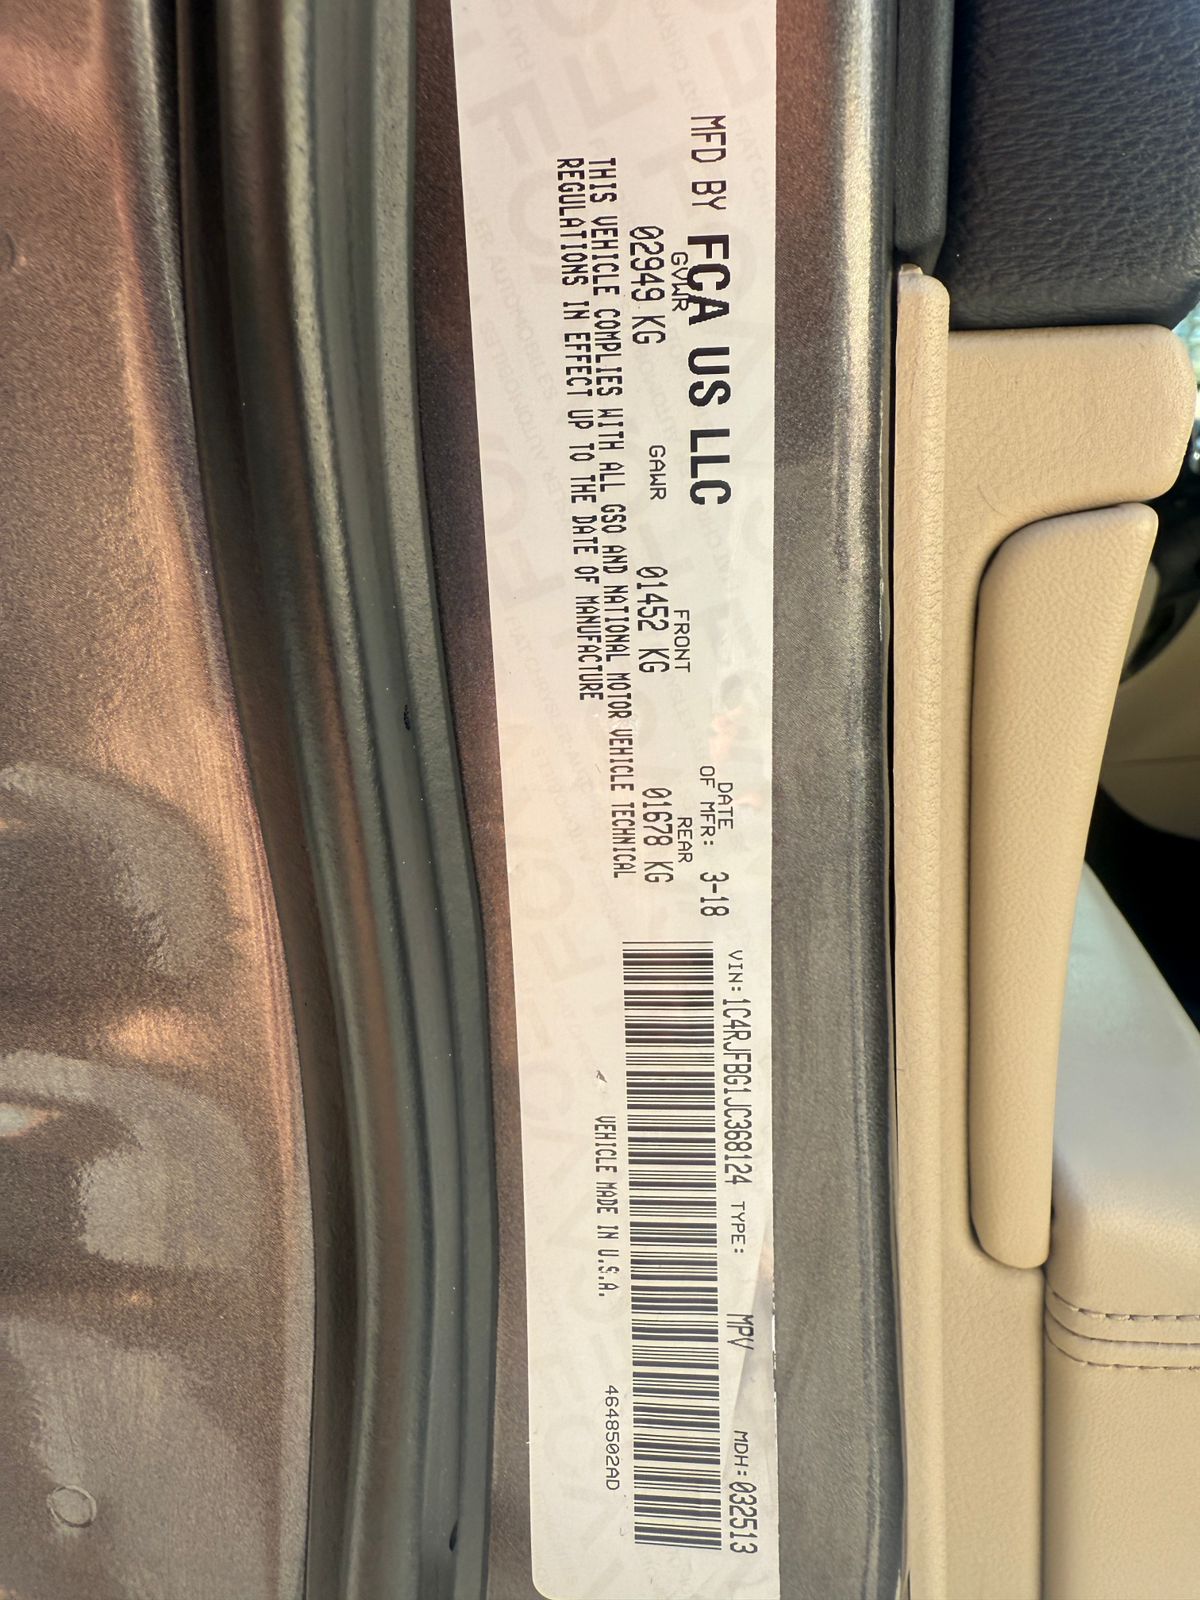 MFD BY FCA US LLC
DATE OF MFR: 3-18
VIN: 1C4RJFBG1JC368124 TYPE: MPV MDH: 032513
GVWR GAWR FRONT REAR
02949 KG 01452 KG 01678 KG
THIS VEHICLE COMPLIES WITH ALL GSO AND NATIONAL MOTOR VEHICLE TECHNICAL
REGULATIONS IN EFFECT UP TO THE DATE OF MANUFACTURE
VEHICLE MADE IN U.S.A.
4648502AD